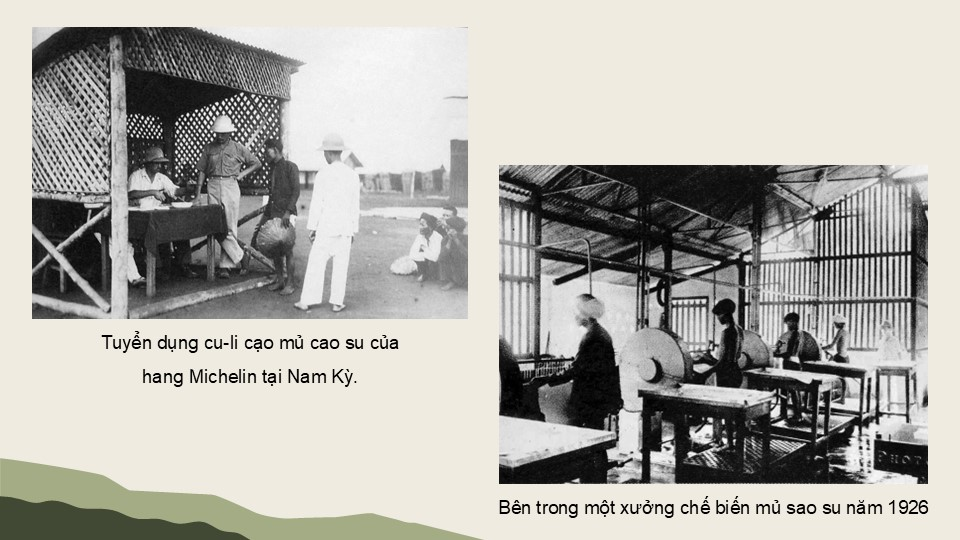 Tuyển dụng cu-li cạo mủ cao su của
hang Michelin tại Nam Kỳ.
PHOP
Bên trong một xưởng chế biến mủ sao su năm 1926